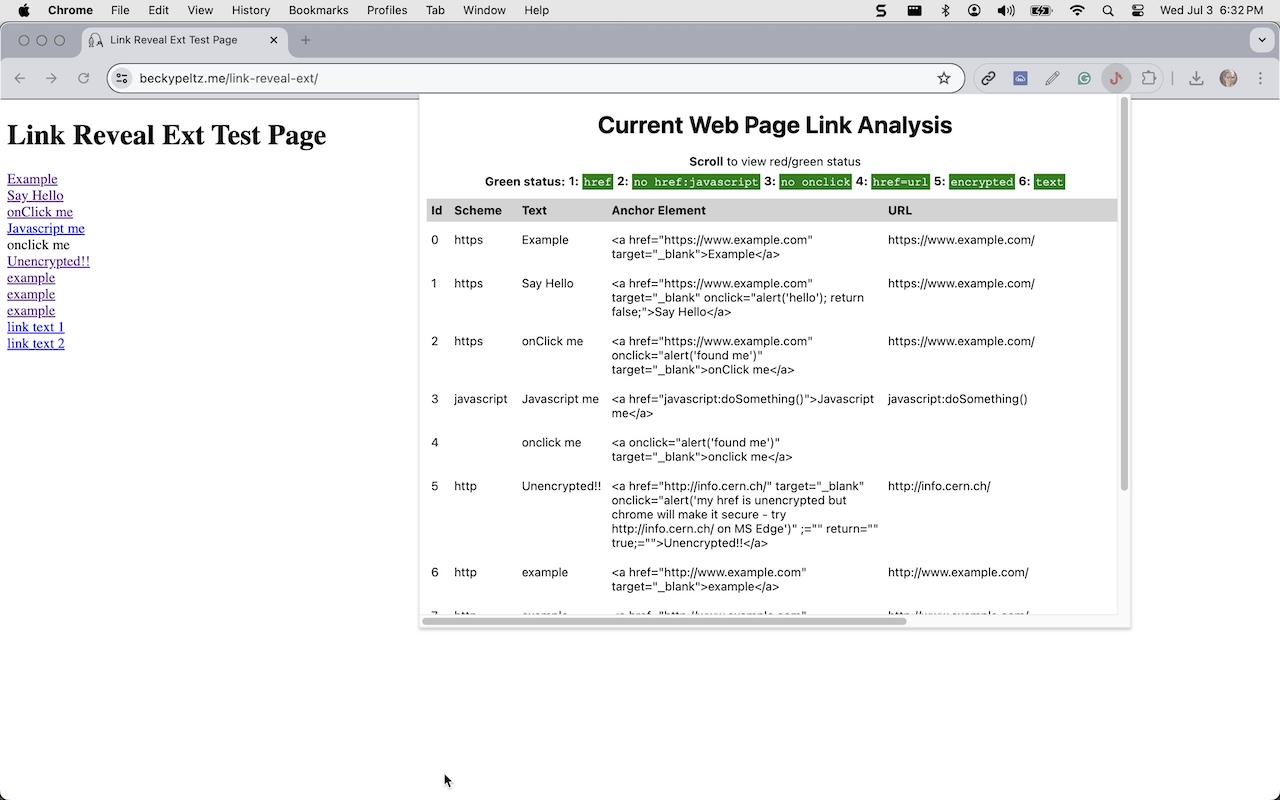 Chrome File Edit View History Bookmarks Profiles Tab Window Help Wed Jul 3 6:32 PM
Link Reveal Ext Test Page
beckypeltz.me/link-reveal-ext/
Link Reveal Ext Test Page
Example
Say Hello
onClick me
Javascript me
onclick me
Unencrypted!!
example
example
example
link text 1
link text 2
Current Web Page Link Analysis
Scroll to view red/green status
Green status: 1: href 2: no href:javascript 3: no onclick 4: href=url 5: encrypted 6: text
Id Scheme Text Anchor Element URL
0 https Example <a href="https://www.example.com" https://www.example.com/
target="_blank">Example</a>
1 https Say Hello <a href="https://www.example.com" https://www.example.com/
target="_blank" onclick="alert('hello'); return
false;">Say Hello</a>
2 https onClick me <a href="https://www.example.com" https://www.example.com/
onclick="alert('found me')"
target="_blank">onClick me</a>
3 javascript Javascript me <a href="javascript:doSomething()">Javascript javascript:doSomething()
me</a>
4 onclick me <a onclick="alert('found me')"
target="_blank">onclick me</a>
5 http Unencrypted!! <a href="http://info.cern.ch/" target="_blank" http://info.cern.ch/
onclick="alert('my href is unencrypted but
chrome will make it secure - try
http://info.cern.ch/ on MS Edge')" ;="" return=""
true;="">Unencrypted!!</a>
6 http example <a href="http://www.example.com" http://www.example.com/
target="_blank">example</a>